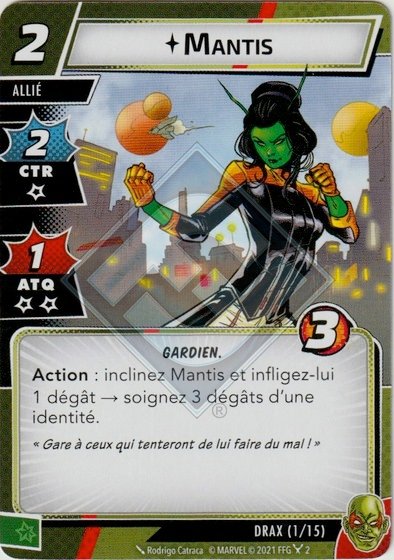 2
Mantis
ALLIÉ
2
CTR
1
ATQ
3
GARDIEN.
Action : inclinez Mantis et infligez-lui
1 dégât → soignez 3 dégâts d'une
identité.
« Gare à ceux qui tenteront de lui faire du mal ! »
®
DRAX (1/15)
Rodrigo Catraca © MARVEL © 2021 FFG 2